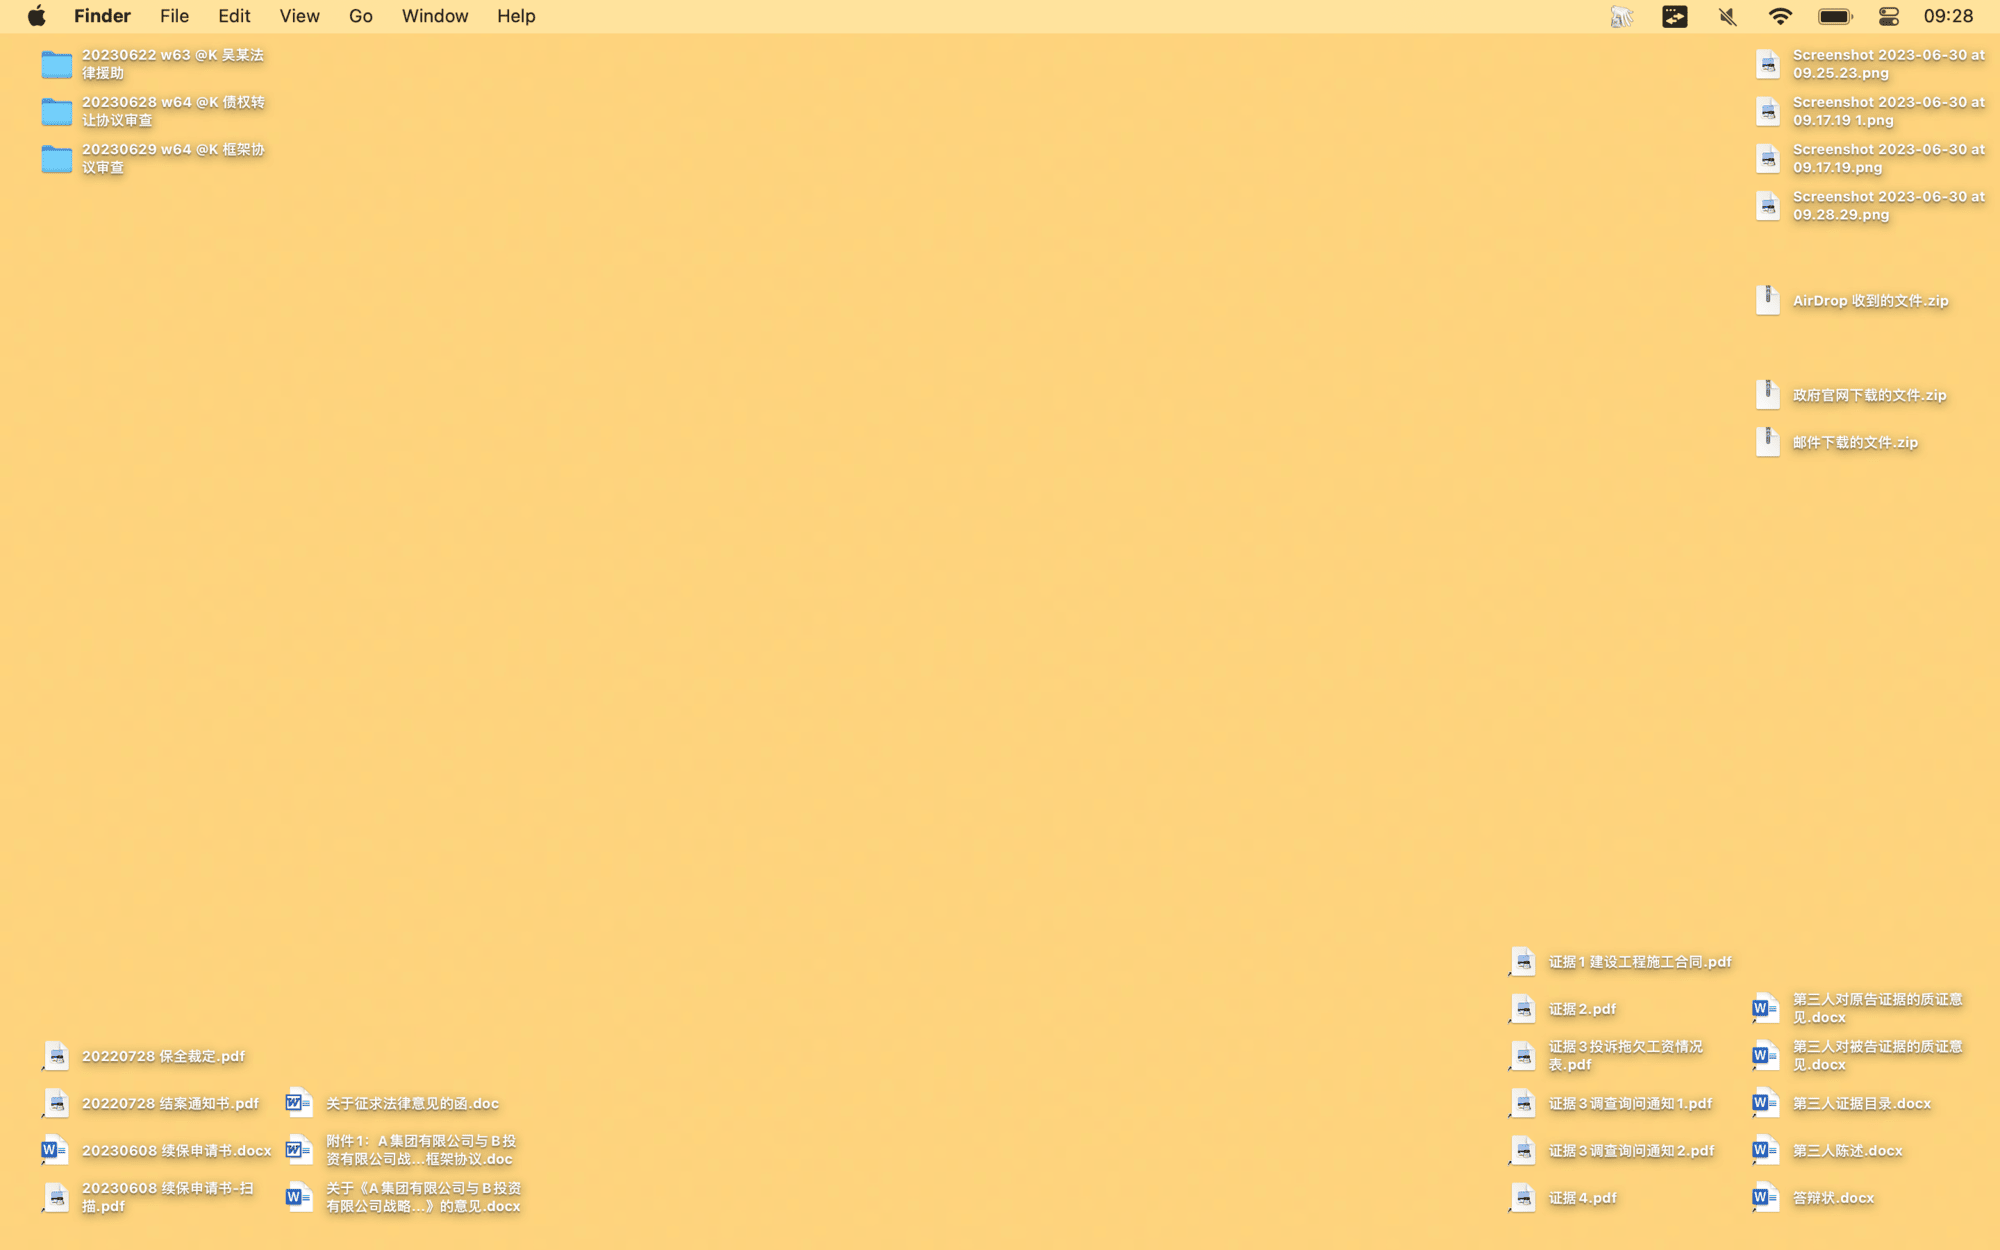 Finder File Edit View Go Window Help 09:28
20230622 w63 @K 吴某法
律援助
20230628 w64 @K 债权转
让协议审查
20230629 w64 @K 框架协
议审查
Screenshot 2023-06-30 at
09.25.23.png
Screenshot 2023-06-30 at
09.17.19 1.png
Screenshot 2023-06-30 at
09.17.19.png
Screenshot 2023-06-30 at
09.28.29.png
AirDrop 收到的文件.zip
政府官网下载的文件.zip
邮件下载的文件.zip
20220728 保全裁定.pdf
20220728 结案通知书.pdf
20230608 续保申请书.docx
20230608 续保申请书-扫
描.pdf
关于征求法律意见的函.doc
附件1：A集团有限公司与B投
资有限公司战...框架协议.doc
关于《A集团有限公司与B投资
有限公司战略...》的意见.docx
证据1 建设工程施工合同.pdf
证据2.pdf
证据3投诉拖欠工资情况
表.pdf
证据3调查询问通知1.pdf
证据3调查询问通知2.pdf
证据4.pdf
第三人对原告证据的质证意
见.docx
第三人对被告证据的质证意
见.docx
第三人证据目录.docx
第三人陈述.docx
答辩状.docx